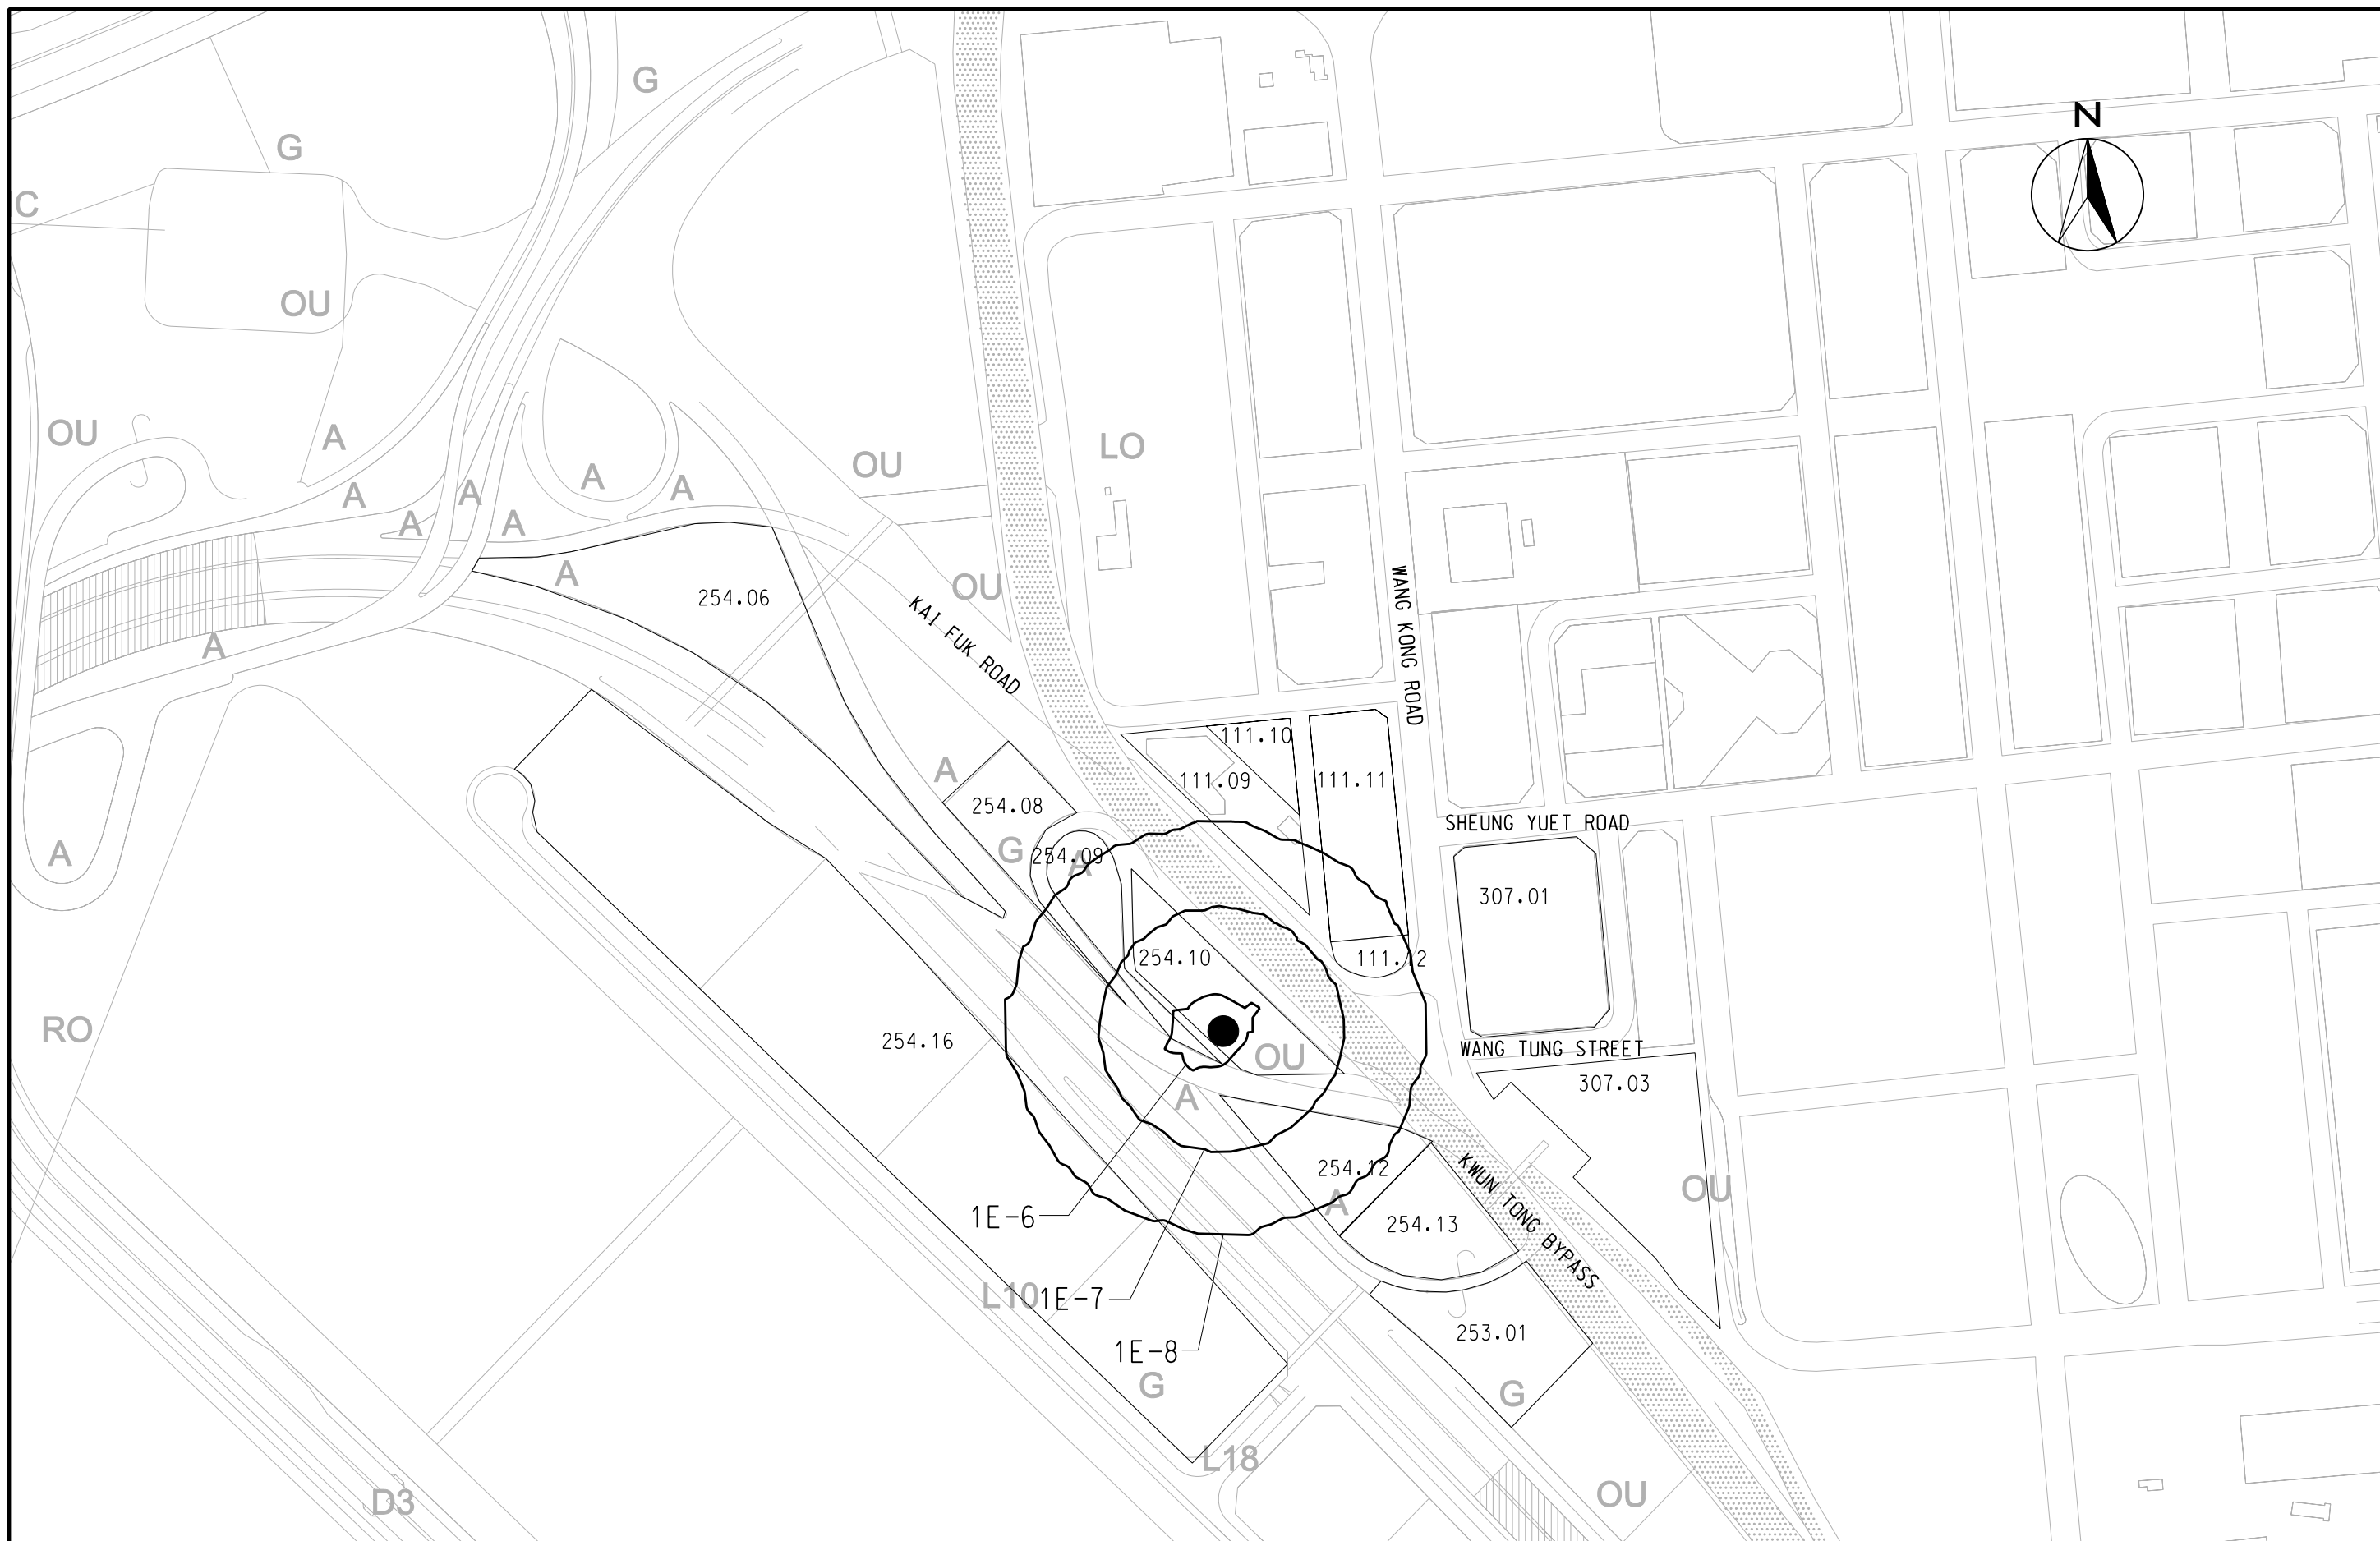 G
N
G
C
OU
OU
A
LO
OU
A
A
A
A
A
A
A
A
254.06
OU
KAI FUK ROAD
WANG KONG ROAD
A
111.10
A
111.09
111.11
254.08
SHEUNG YUET ROAD
G
254.09
A
A
307.01
254.10
111.12
RO
254.16
OU
WANG TUNG STREET
307.03
A
254.12
A
OU
KWUN TONG BYPASS
1E-6
254.13
L10
1E-7
253.01
1E-8
G
G
L18
OU
D3